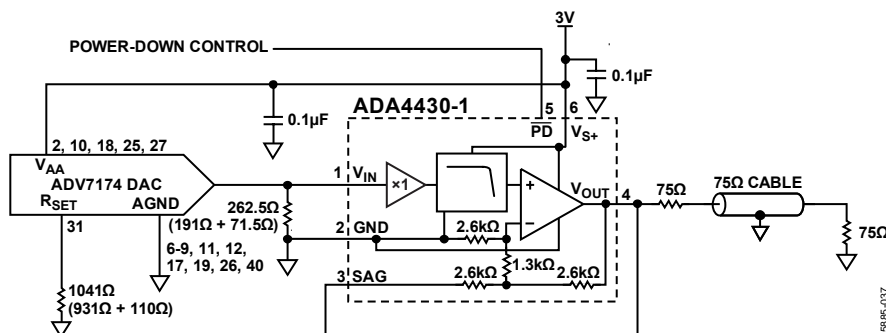 3V
POWER-DOWN CONTROL
0.1µF
0.1µF
ADA4430-1
5 6
PD VS+
2, 10, 18, 25, 27
VAA
ADV7174 DAC
RSET AGND
1 VIN
×1
+
−
VOUT 4
75Ω
75Ω CABLE
75Ω
31
262.5Ω
(191Ω + 71.5Ω)
6-9, 11, 12,
17, 19, 26, 40
2 GND
2.6kΩ
1.3kΩ
3 SAG
2.6kΩ 2.6kΩ
1041Ω
(931Ω + 110Ω)